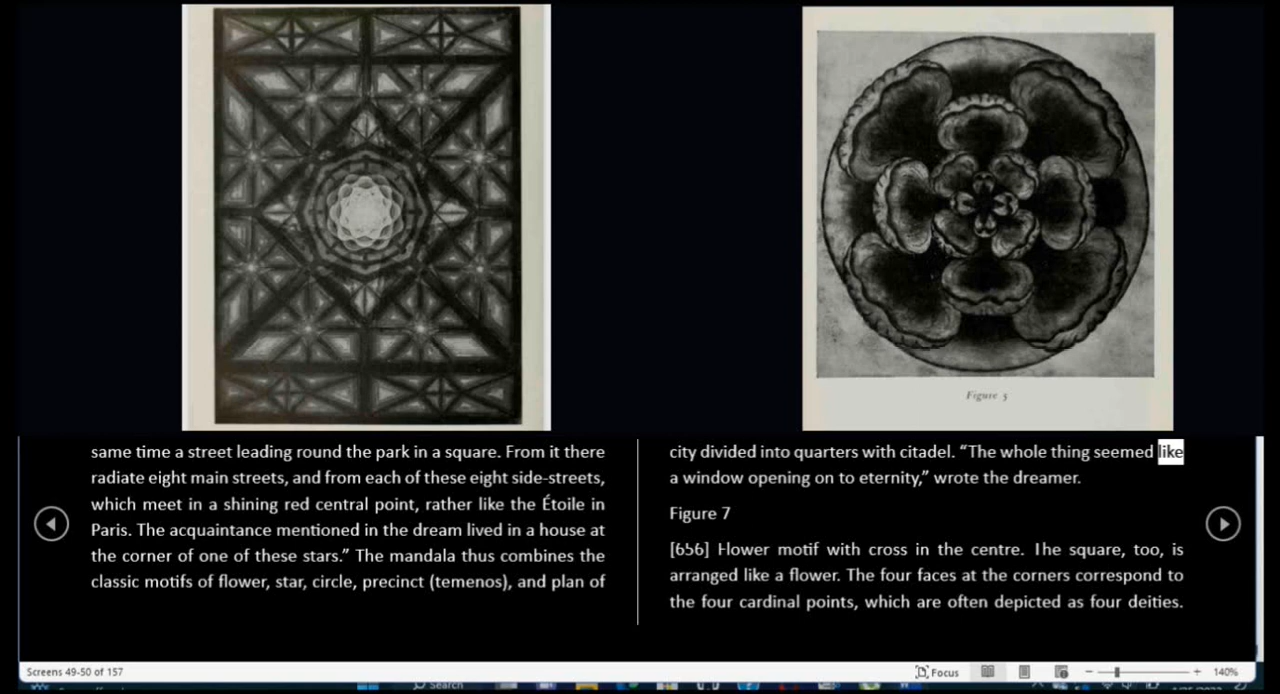 Figure 5
same time a street leading round the park in a square. From it there
radiate eight main streets, and from each of these eight side-streets,
which meet in a shining red central point, rather like the Étoile in
Paris. The acquaintance mentioned in the dream lived in a house at
the corner of one of these stars.” The mandala thus combines the
classic motifs of flower, star, circle, precinct (temenos), and plan of
city divided into quarters with citadel. “The whole thing seemed like
a window opening on to eternity,” wrote the dreamer.
Figure 7
[656] Flower motif with cross in the centre. The square, too, is
arranged like a flower. The four faces at the corners correspond to
the four cardinal points, which are often depicted as four deities.
Screens 49-50 of 157
Focus
140%
Search